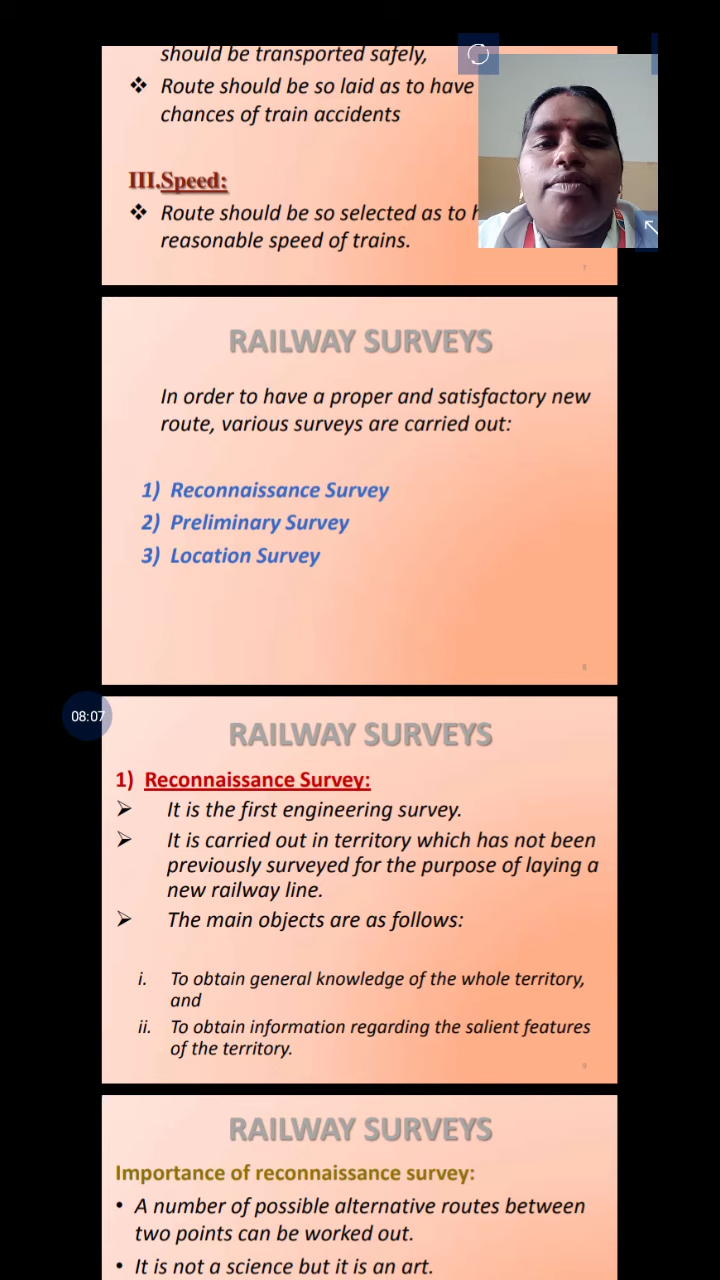 should be transported safely,
❖ Route should be so laid as to have
chances of train accidents
III.Speed:
❖ Route should be so selected as to h
reasonable speed of trains.
7
RAILWAY SURVEYS
In order to have a proper and satisfactory new
route, various surveys are carried out:
1) Reconnaissance Survey
2) Preliminary Survey
3) Location Survey
8
08:07
RAILWAY SURVEYS
1) Reconnaissance Survey:
➢ It is the first engineering survey.
➢ It is carried out in territory which has not been
previously surveyed for the purpose of laying a
new railway line.
➢ The main objects are as follows:
i. To obtain general knowledge of the whole territory,
and
ii. To obtain information regarding the salient features
of the territory.
9
RAILWAY SURVEYS
Importance of reconnaissance survey:
• A number of possible alternative routes between
two points can be worked out.
• It is not a science but it is an art.